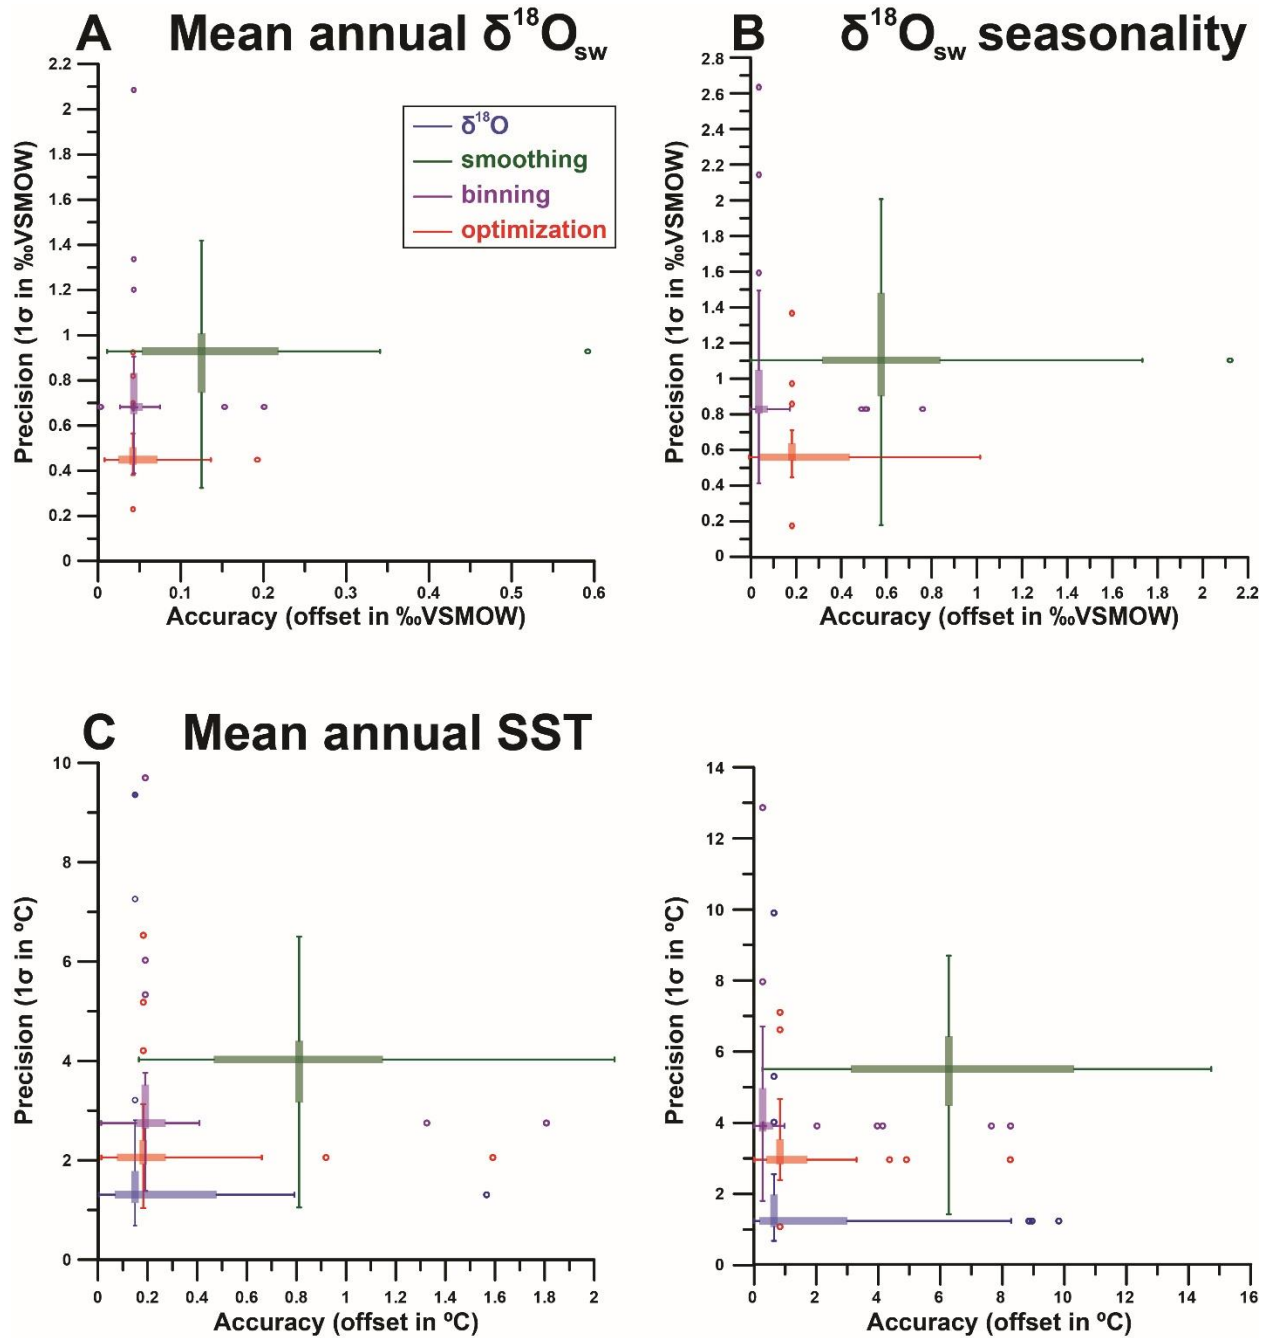 A Mean annual δ¹⁸Osw
2.2
2
1.8
1.6
1.4
1.2
1
0.8
0.6
0.4
0.2
0
Precision (1σ in ‰VSMOW)
δ¹⁸O
smoothing
binning
optimization
0 0.1 0.2 0.3 0.4 0.5 0.6
Accuracy (offset in ‰VSMOW)
B δ¹⁸Osw seasonality
2.8
2.6
2.4
2.2
2
1.8
1.6
1.4
1.2
1
0.8
0.6
0.4
0.2
0
Precision (1σ in ‰VSMOW)
0 0.2 0.4 0.6 0.8 1 1.2 1.4 1.6 1.8 2 2.2
Accuracy (offset in ‰VSMOW)
C Mean annual SST
10
8
6
4
2
0
Precision (1σ in ºC)
0 0.2 0.4 0.6 0.8 1 1.2 1.4 1.6 1.8 2
Accuracy (offset in ºC)
14
12
10
8
6
4
2
0
Precision (1σ in ºC)
0 2 4 6 8 10 12 14 16
Accuracy (offset in ºC)